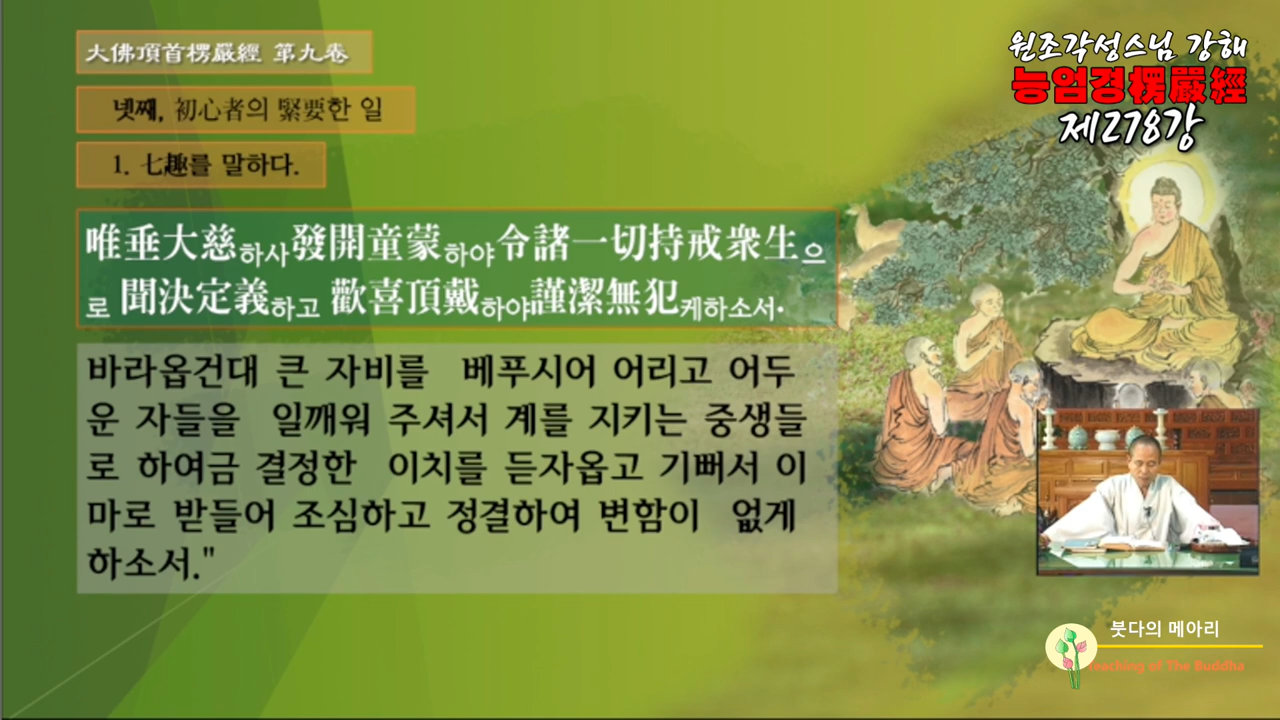 大佛頂首楞嚴經 第九卷
넷째, 初心者의 緊要한 일
1. 七趣를 말하다.
唯垂大慈하사發開童蒙하야令諸一切持戒衆生으
로 聞決定義하고 歡喜頂戴하야謹潔無犯케하소서.
바라옵건대 큰 자비를 베푸시어 어리고 어두
운 자들을 일깨워 주셔서 계를 지키는 중생들
로 하여금 결정한 이치를 듣자옵고 기뻐서 이
마로 받들어 조심하고 정결하여 변함이 없게
하소서."
원조각성스님 강해
능엄경楞嚴經
제278강
붓다의 메아리
Teaching of The Buddha